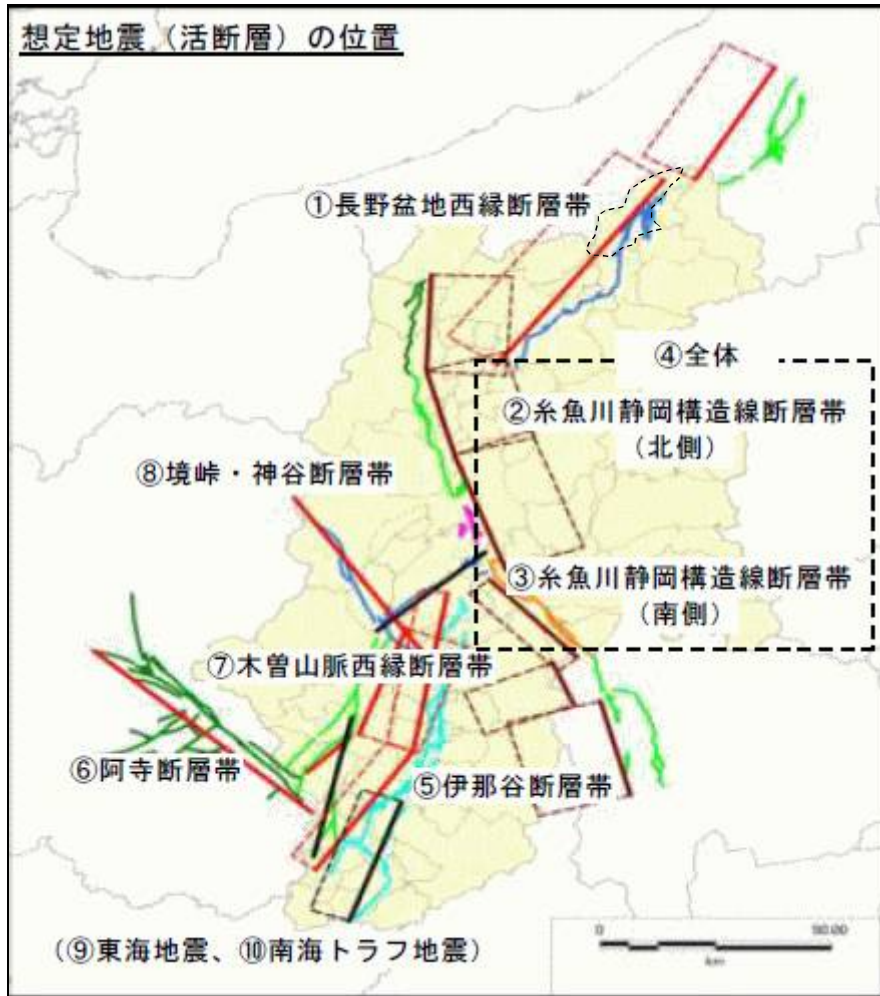 想定地震（活断層）の位置
①長野盆地西縁断層帯
④全体
②糸魚川静岡構造線断層帯
（北側）
⑧境峠・神谷断層帯
③糸魚川静岡構造線断層帯
（南側）
⑦木曽山脈西縁断層帯
⑥阿寺断層帯
⑤伊那谷断層帯
（⑨東海地震、⑩南海トラフ地震）
0
km